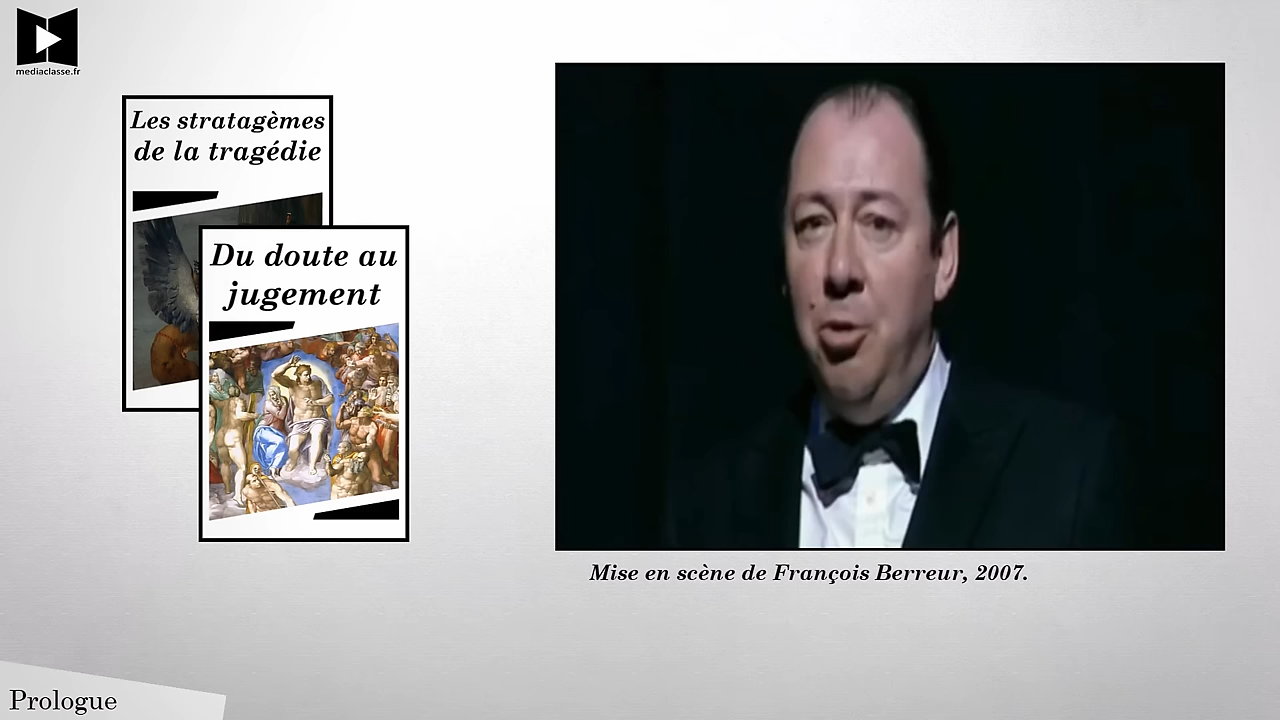 mediaclasse.fr
Les stratagèmes
de la tragédie
Du doute au
jugement
Mise en scène de François Berreur, 2007.
Prologue